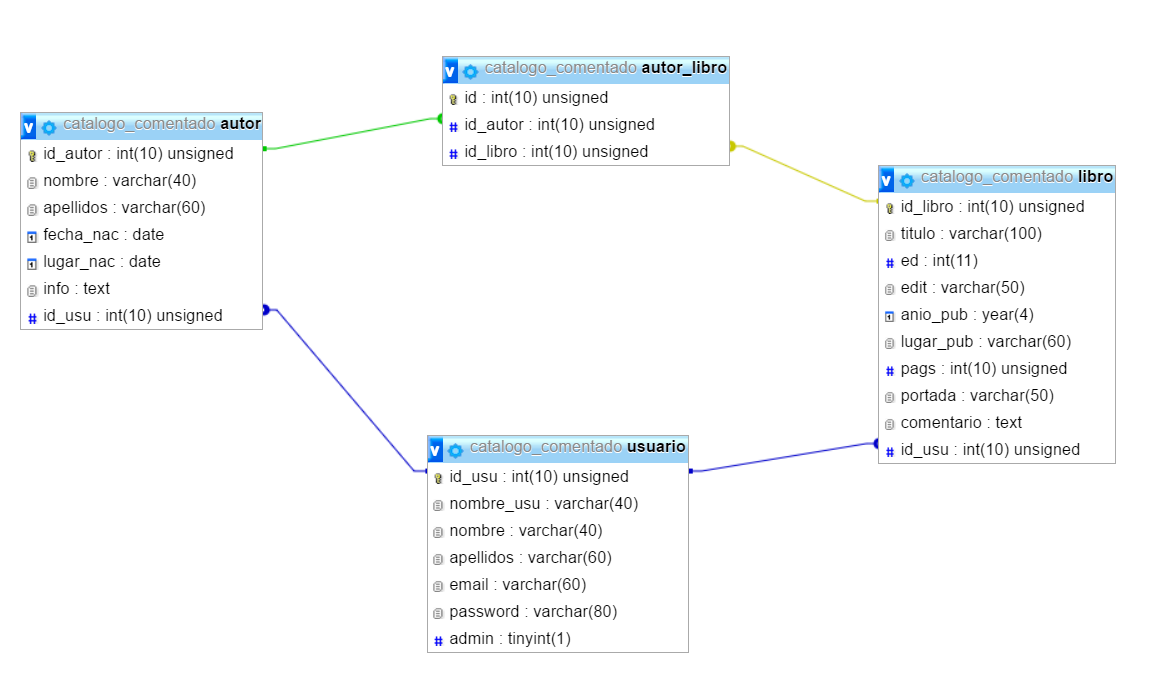 catalogo_comentado autor_libro
id : int(10) unsigned
id_autor : int(10) unsigned
id_libro : int(10) unsigned
catalogo_comentado autor
id_autor : int(10) unsigned
nombre : varchar(40)
apellidos : varchar(60)
fecha_nac : date
lugar_nac : date
info : text
id_usu : int(10) unsigned
catalogo_comentado libro
id_libro : int(10) unsigned
titulo : varchar(100)
ed : int(11)
edit : varchar(50)
anio_pub : year(4)
lugar_pub : varchar(60)
pags : int(10) unsigned
portada : varchar(50)
comentario : text
id_usu : int(10) unsigned
catalogo_comentado usuario
id_usu : int(10) unsigned
nombre_usu : varchar(40)
nombre : varchar(40)
apellidos : varchar(60)
email : varchar(60)
password : varchar(80)
admin : tinyint(1)